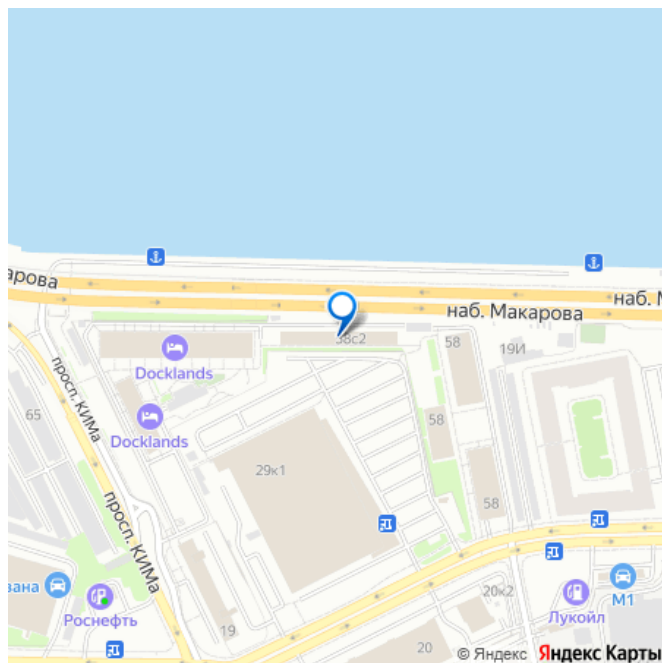 арова
наб. Макарова
наб. М
38с2
58
19И
Docklands
просп. КИМа
65
Docklands
58
29к1
58
просп. КИМа
зана
Роснефть
19
20к2
Лукойл
М1
20
© Яндекс Яндекс Карты